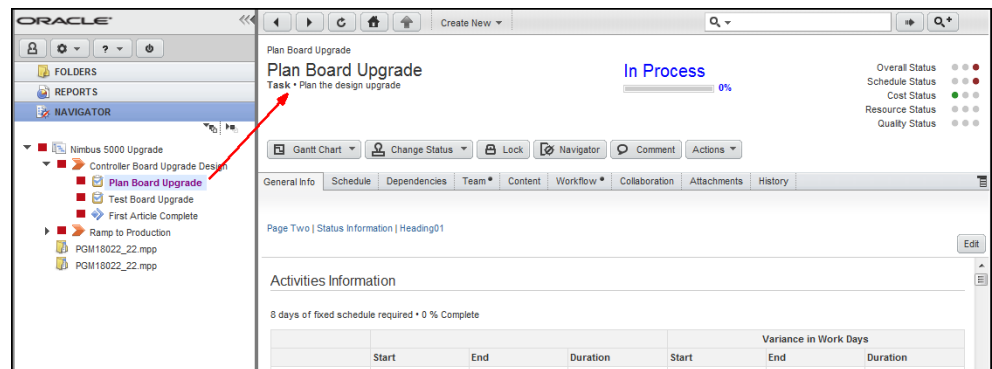 ORACLE
Create New
?
FOLDERS
REPORTS
NAVIGATOR
Nimbus 5000 Upgrade
Controller Board Upgrade Design
Plan Board Upgrade
Test Board Upgrade
First Article Complete
Ramp to Production
PGM18022_22.mpp
PGM18022_22.mpp
Plan Board Upgrade
Plan Board Upgrade
Task • Plan the design upgrade
In Process
0%
Overall Status
Schedule Status
Cost Status
Resource Status
Quality Status
Gantt Chart Change Status Lock Navigator Comment Actions
General Info Schedule Dependencies Team • Content Workflow • Collaboration Attachments History
Page Two | Status Information | Heading01
Edit
Activities Information
8 days of fixed schedule required • 0 % Complete
Variance in Work Days
Start End Duration Start End Duration